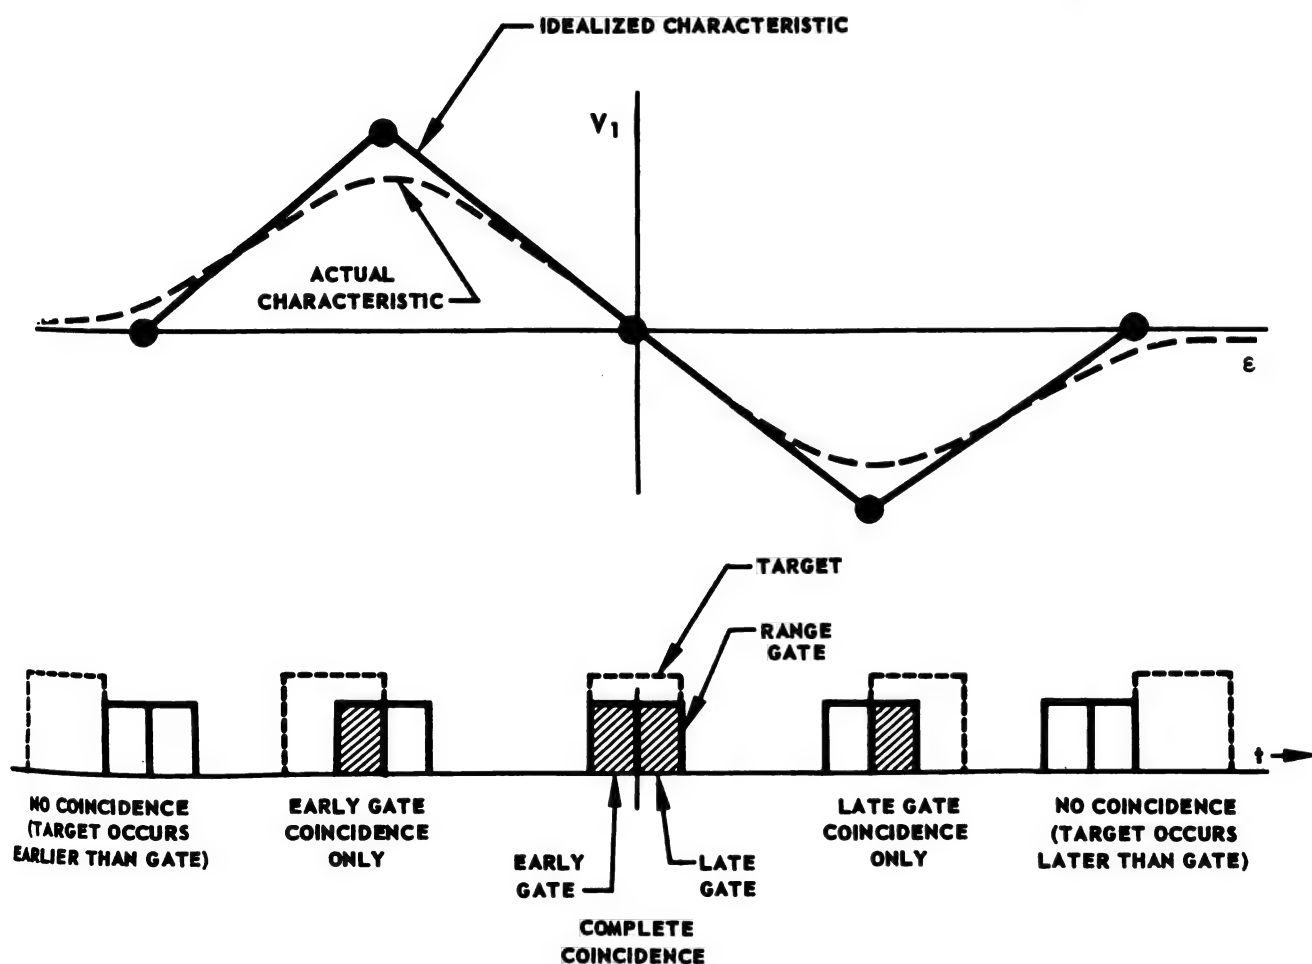 IDEALIZED CHARACTERISTIC
V1
ACTUAL
CHARACTERISTIC
ε
TARGET
RANGE
GATE
t
NO COINCIDENCE
(TARGET OCCURS
EARLIER THAN GATE)
EARLY GATE
COINCIDENCE
ONLY
EARLY
GATE
LATE
GATE
COMPLETE
COINCIDENCE
LATE GATE
COINCIDENCE
ONLY
NO COINCIDENCE
(TARGET OCCURS
LATER THAN GATE)